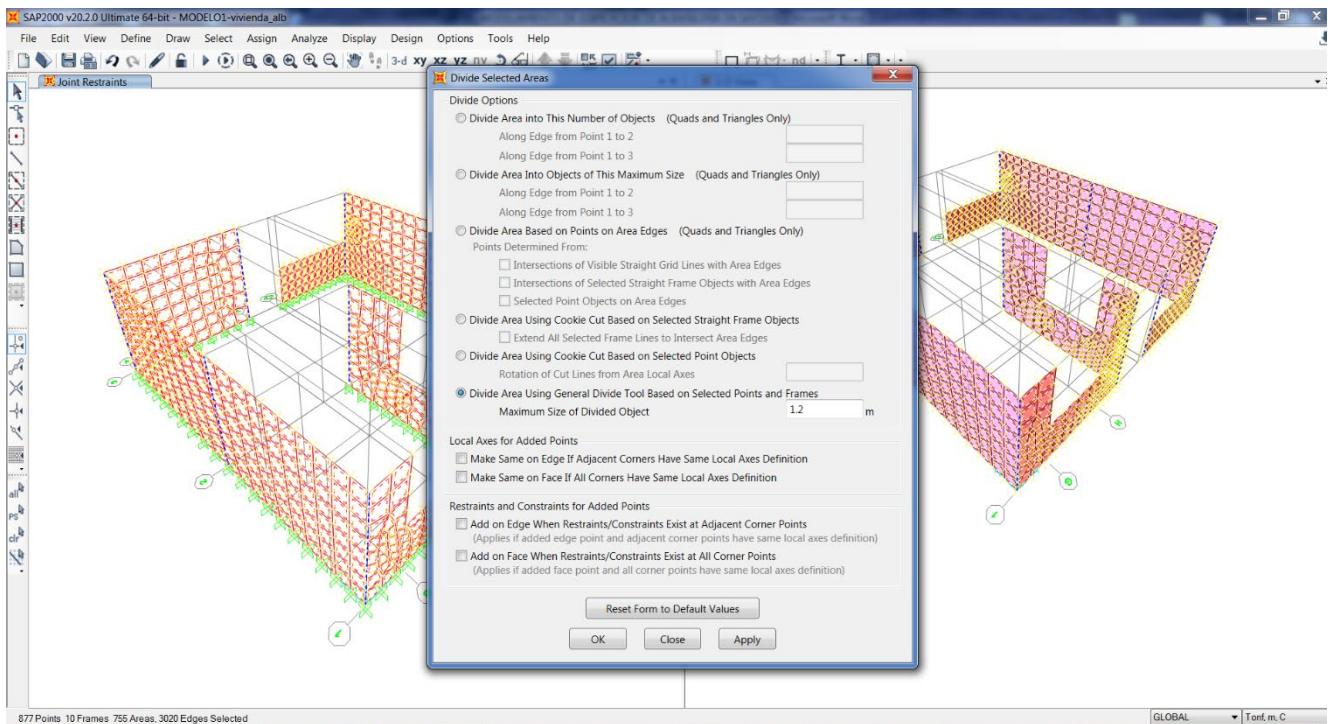 SAP2000 v20.2.0 Ultimate 64-bit - MODELO1-vivienda_alb
File Edit View Define Draw Select Assign Analyze Display Design Options Tools Help
3-d xy xz yz nv nd
Joint Restraints
Divide Selected Areas
Divide Options
Divide Area into This Number of Objects (Quads and Triangles Only)
Along Edge from Point 1 to 2
Along Edge from Point 1 to 3
Divide Area Into Objects of This Maximum Size (Quads and Triangles Only)
Along Edge from Point 1 to 2
Along Edge from Point 1 to 3
Divide Area Based on Points on Area Edges (Quads and Triangles Only)
Points Determined From:
Intersections of Visible Straight Grid Lines with Area Edges
Intersections of Selected Straight Frame Objects with Area Edges
Selected Point Objects on Area Edges
Divide Area Using Cookie Cut Based on Selected Straight Frame Objects
Extend All Selected Frame Lines to Intersect Area Edges
Divide Area Using Cookie Cut Based on Selected Point Objects
Rotation of Cut Lines from Area Local Axes
Divide Area Using General Divide Tool Based on Selected Points and Frames
Maximum Size of Divided Object 1.2 m
Local Axes for Added Points
Make Same on Edge If Adjacent Corners Have Same Local Axes Definition
Make Same on Face If All Corners Have Same Local Axes Definition
Restraints and Constraints for Added Points
Add on Edge When Restraints/Constraints Exist at Adjacent Corner Points
(Applies if added edge point and adjacent corner points have same local axes definition)
Add on Face When Restraints/Constraints Exist at All Corner Points
(Applies if added face point and all corner points have same local axes definition)
Reset Form to Default Values
OK Close Apply
all
PS
clr
877 Points 10 Frames 755 Areas, 3020 Edges Selected
GLOBAL Tonf, m, C